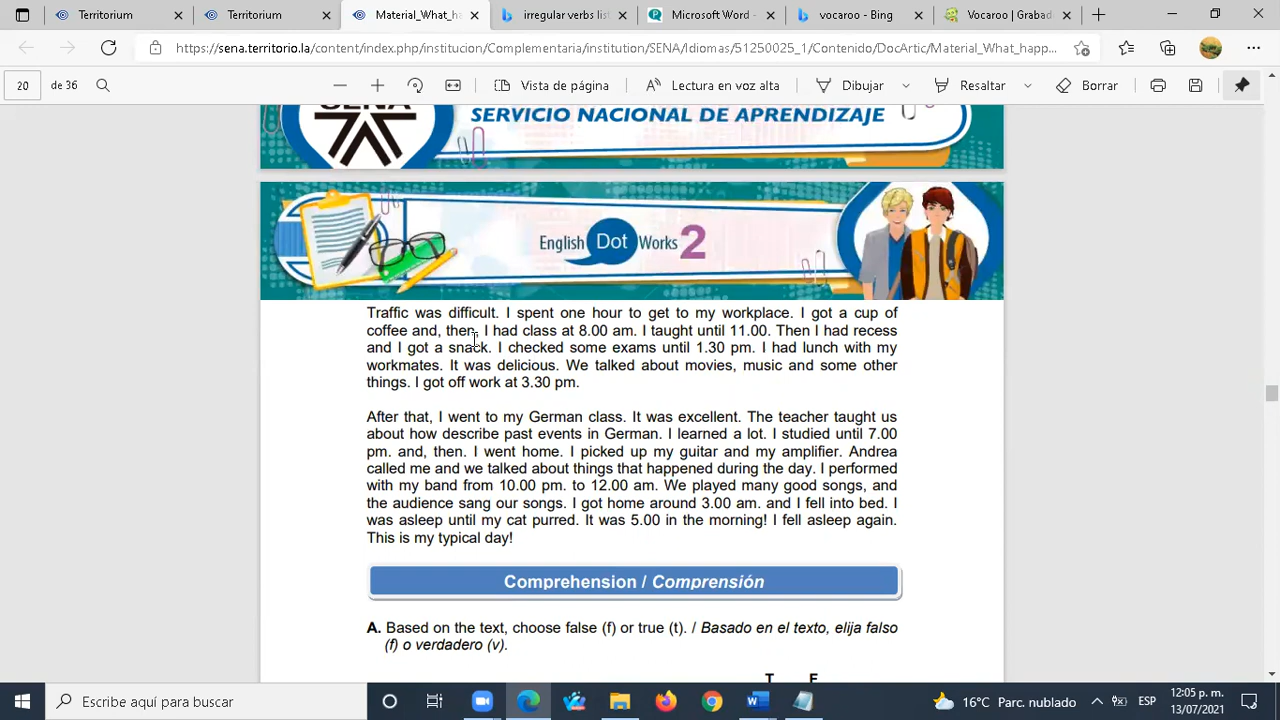 Territorium
Territorium
Material_What_ha
irregular verbs list
Microsoft Word -
vocaroo - Bing
Vocaroo | Grabad
https://sena.territorio.la/content/index.php/institucion/Complementaria/institution/SENA/Idiomas/51250025_1/Contenido/DocArtic/Material_What_happ...
20 de 36
Vista de página
Lectura en voz alta
Dibujar
Resaltar
Borrar
SENA
SERVICIO NACIONAL DE APRENDIZAJE
English Dot Works 2
Traffic was difficult. I spent one hour to get to my workplace. I got a cup of
coffee and, then, I had class at 8.00 am. I taught until 11.00. Then I had recess
and I got a snack. I checked some exams until 1.30 pm. I had lunch with my
workmates. It was delicious. We talked about movies, music and some other
things. I got off work at 3.30 pm.
After that, I went to my German class. It was excellent. The teacher taught us
about how describe past events in German. I learned a lot. I studied until 7.00
pm. and, then. I went home. I picked up my guitar and my amplifier. Andrea
called me and we talked about things that happened during the day. I performed
with my band from 10.00 pm. to 12.00 am. We played many good songs, and
the audience sang our songs. I got home around 3.00 am. and I fell into bed. I
was asleep until my cat purred. It was 5.00 in the morning! I fell asleep again.
This is my typical day!
Comprehension / Comprensión
A. Based on the text, choose false (f) or true (t). / Basado en el texto, elija falso
(f) o verdadero (v).
T F
Escribe aquí para buscar
16°C Parc. nublado
ESP
12:05 p. m.
13/07/2021